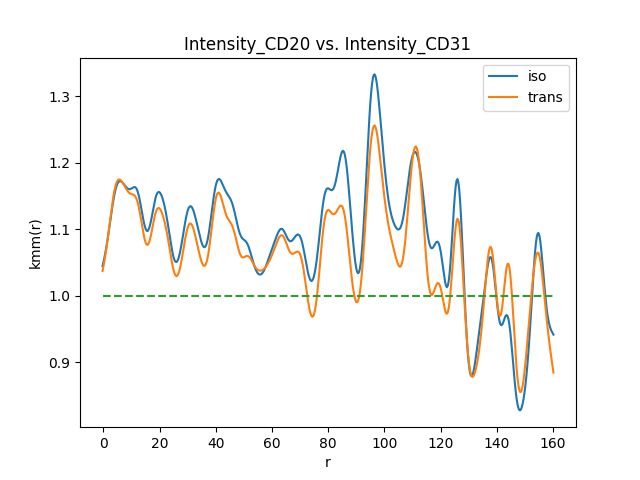 Intensity_CD20 vs. Intensity_CD31
iso
trans
kmm(r)
1.3
1.2
1.1
1.0
0.9
0 20 40 60 80 100 120 140 160
r